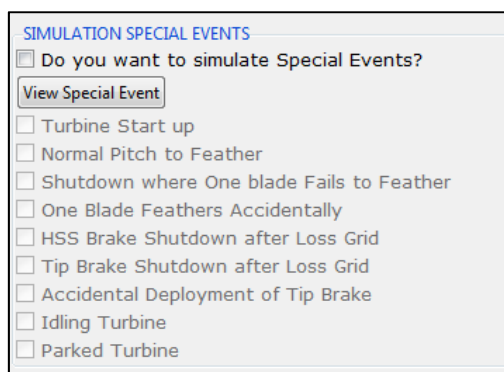 SIMULATION SPECIAL EVENTS
Do you want to simulate Special Events?
View Special Event
Turbine Start up
Normal Pitch to Feather
Shutdown where One blade Fails to Feather
One Blade Feathers Accidentally
HSS Brake Shutdown after Loss Grid
Tip Brake Shutdown after Loss Grid
Accidental Deployment of Tip Brake
Idling Turbine
Parked Turbine